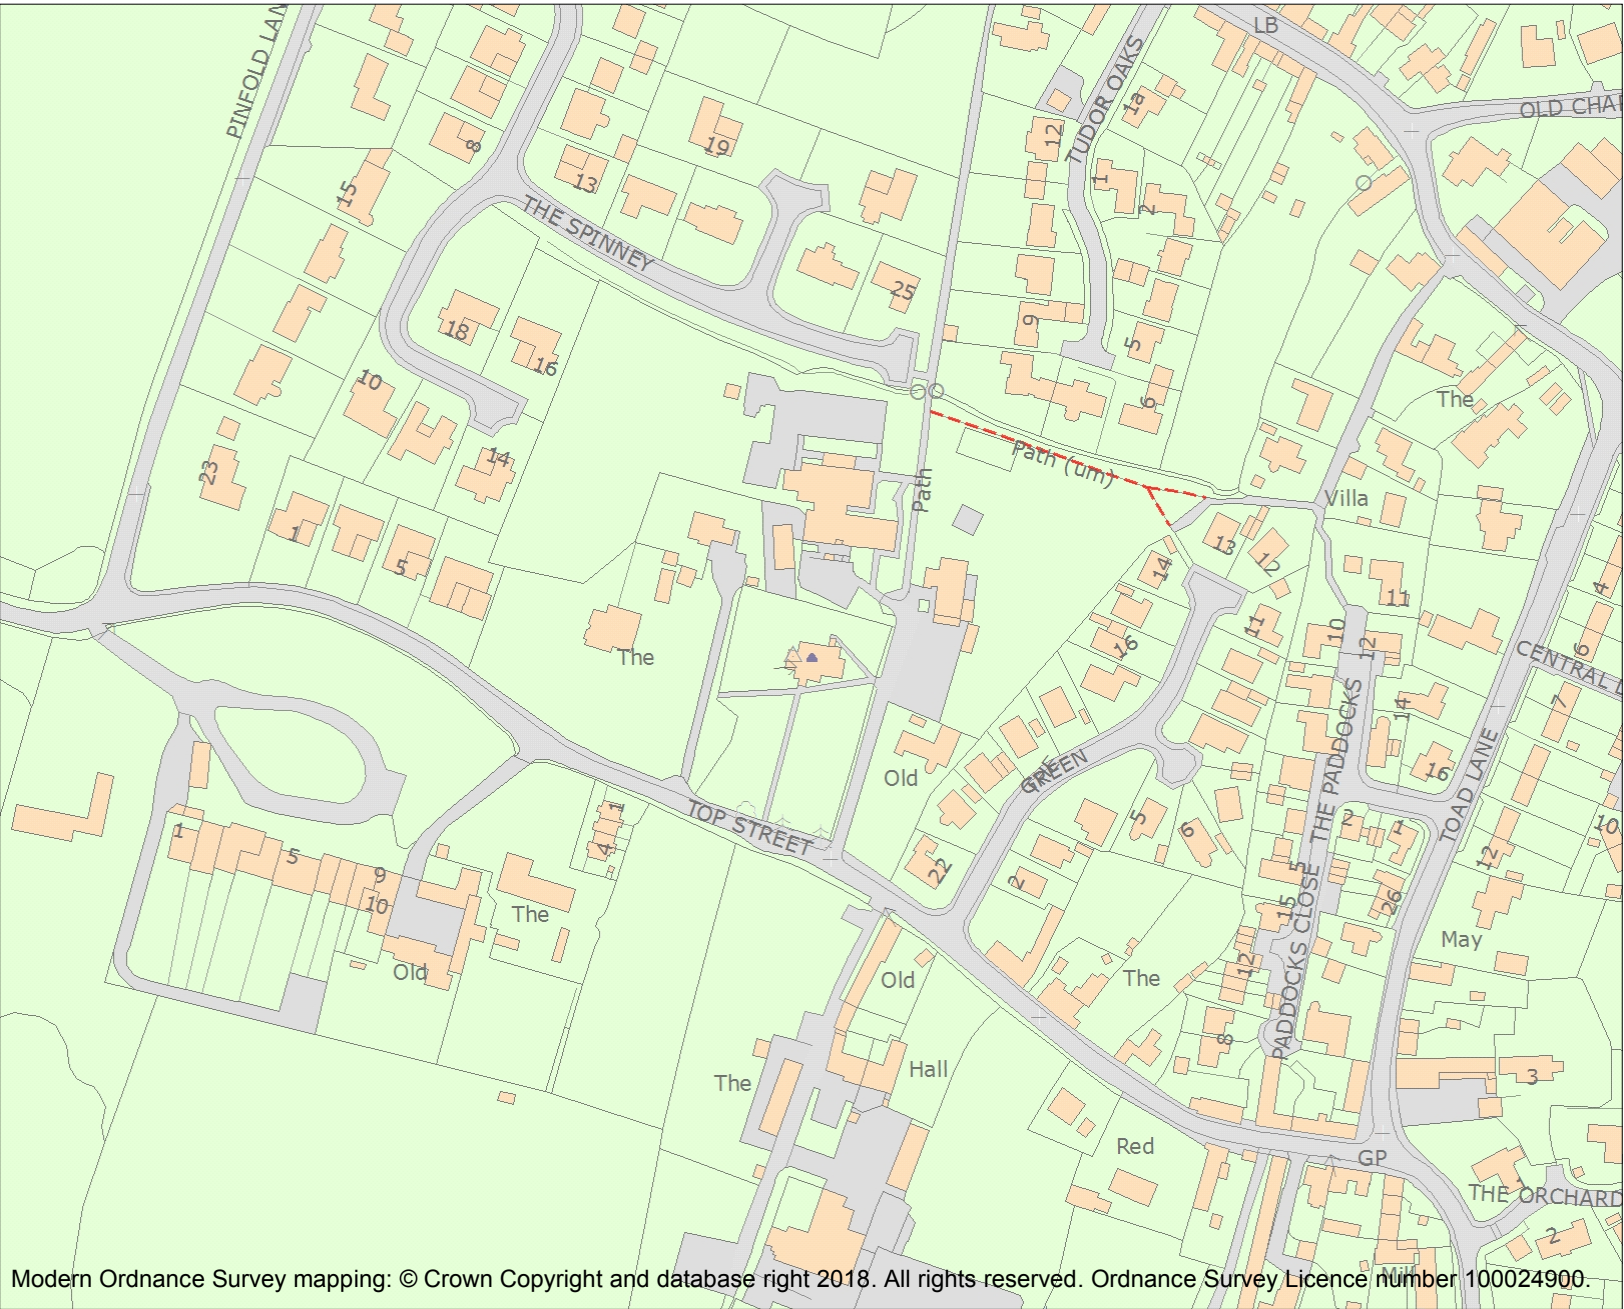 LB
PINFOLD LAN
TUDOR OAKS
1a
OLD CHA
12
8
19
15
13
1
2
THE SPINNEY
25
9
18
5
16
10
6
The
Path (um)
14
23
Path
Villa
1
13
5
14
12
4
11
10
11
16
12
6
The
CENTRAL L
14
7
THE PADDOCKS
Old
GREEN
16
TOAD LANE
1
TOP STREET
5
6
2
1
10
1
4
12
5
22
5
9
2
26
10
The
15
May
Old
12
PADDOCKS CLOSE
Old
The
8
The
Hall
3
Red
GP
THE ORCHARD
2
Mill
Modern Ordnance Survey mapping: © Crown Copyright and database right 2018. All rights reserved. Ordnance Survey Licence number 100024900.